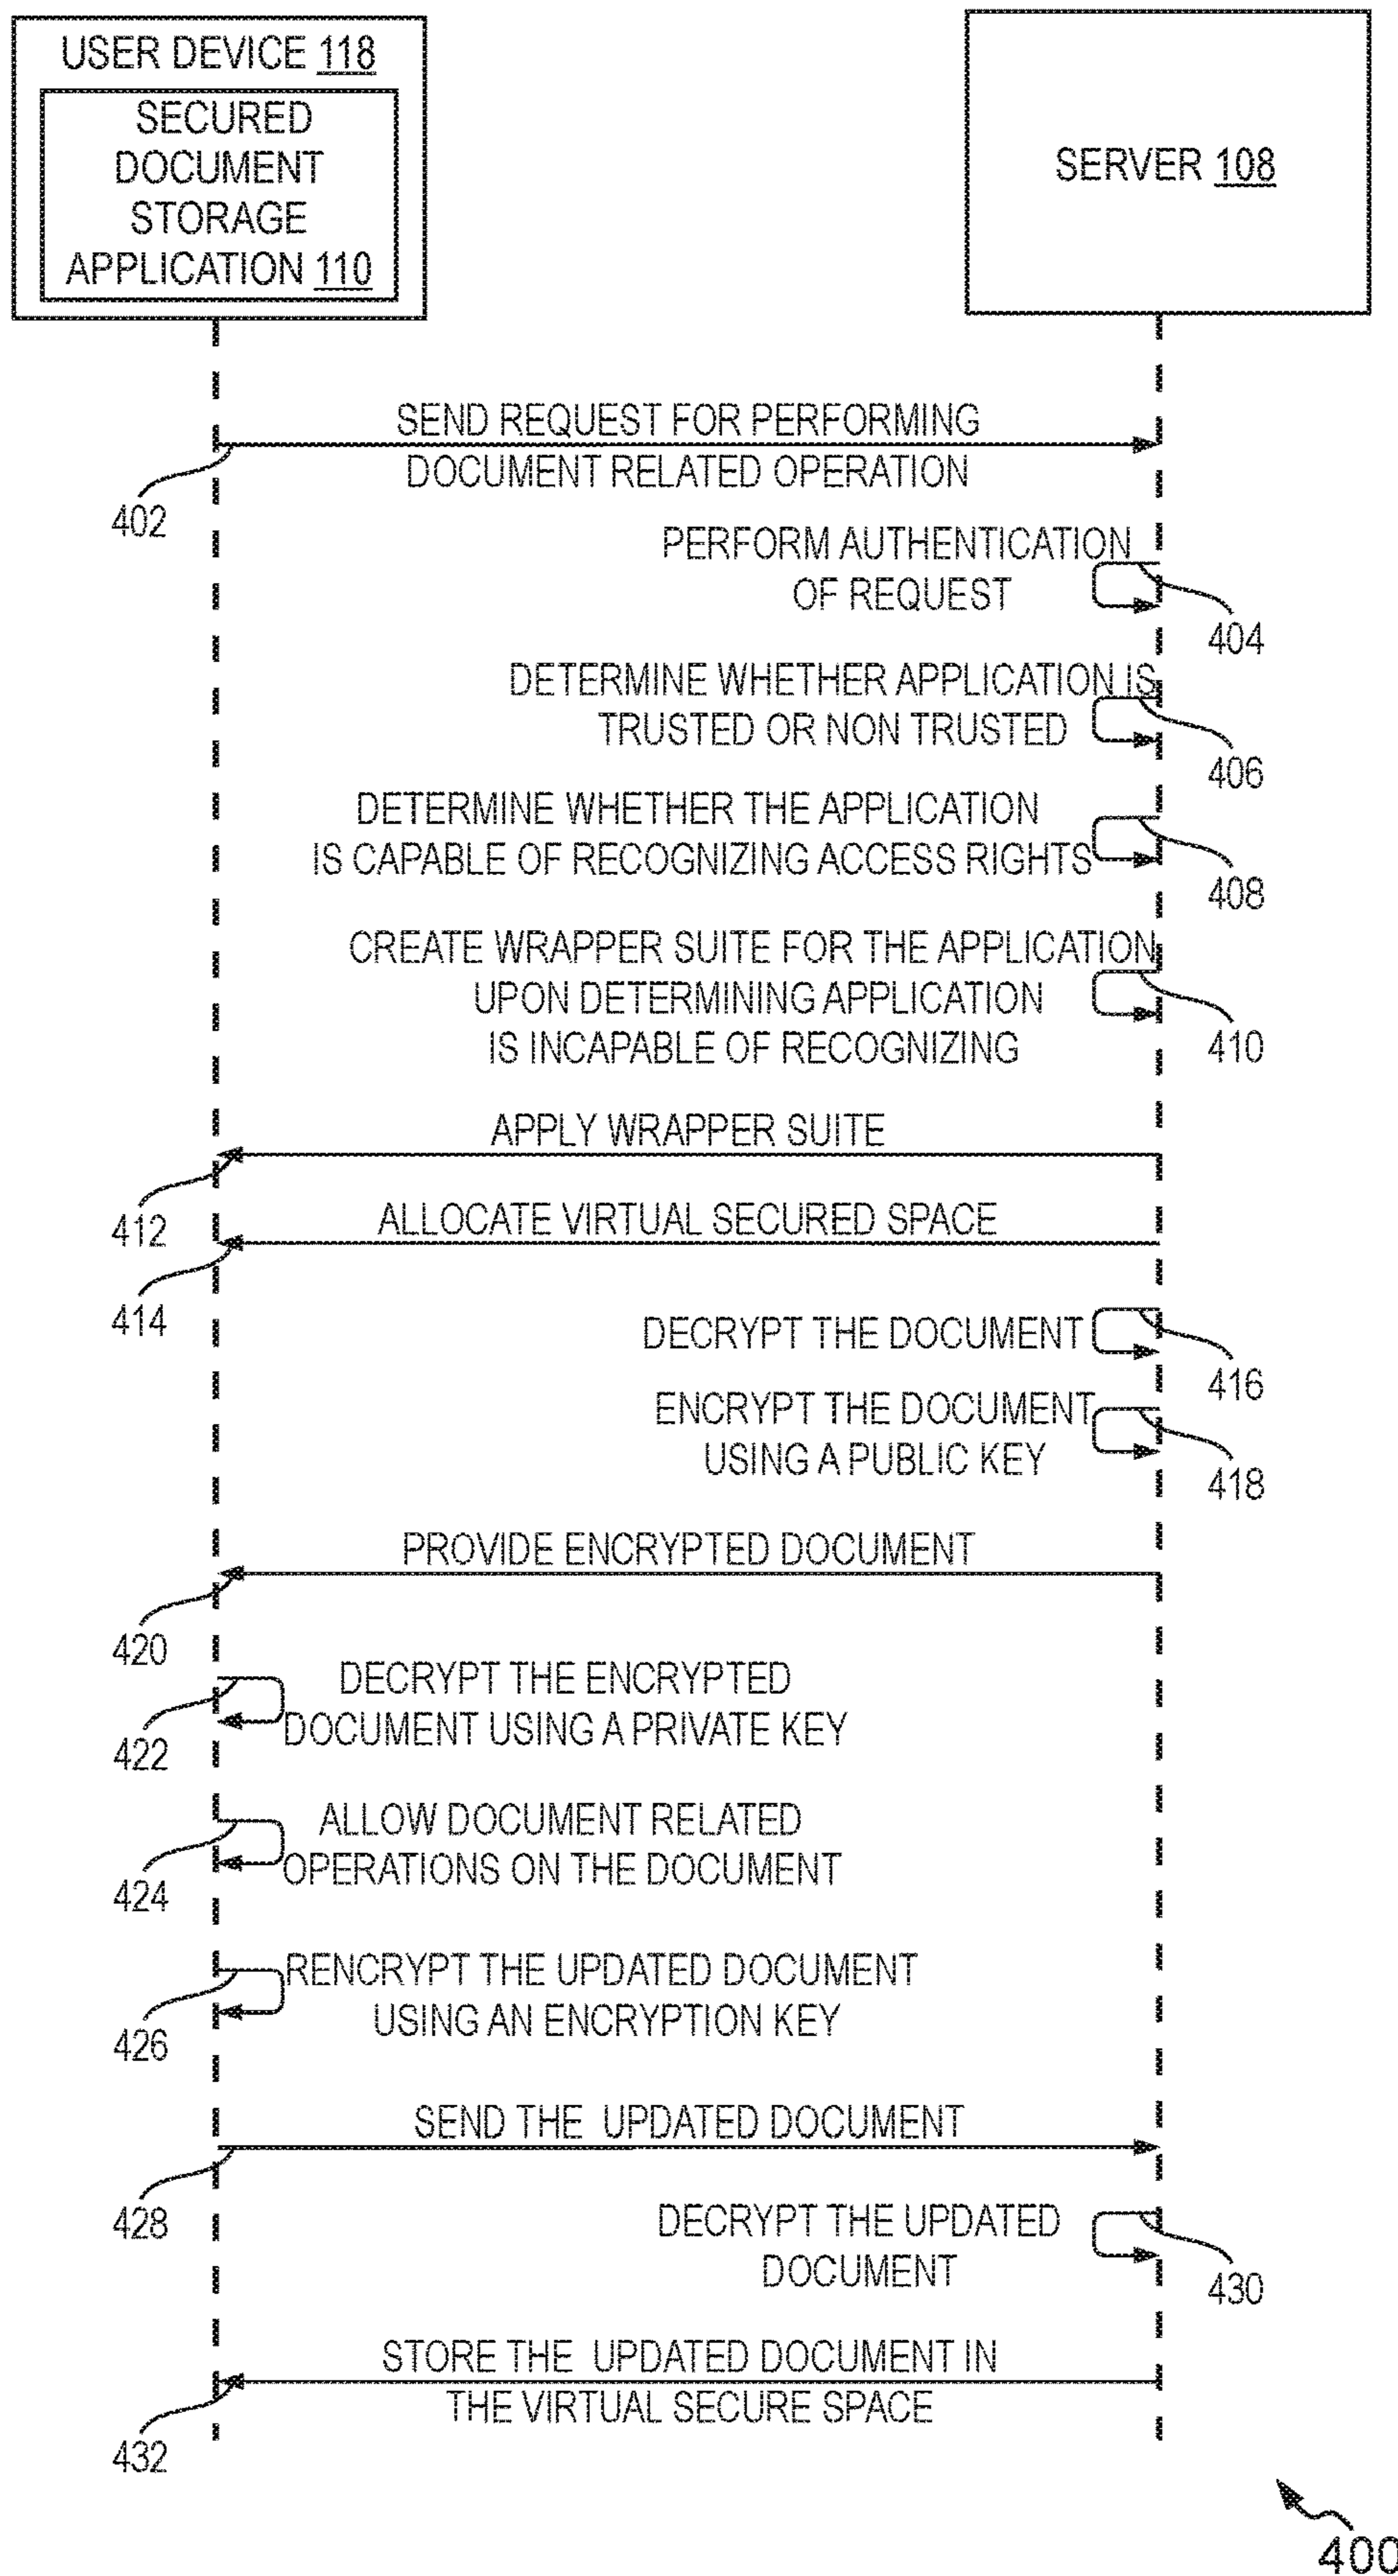 USER DEVICE 118
SECURED
DOCUMENT
STORAGE
APPLICATION 110
SERVER 108
SEND REQUEST FOR PERFORMING
DOCUMENT RELATED OPERATION
402
PERFORM AUTHENTICATION
OF REQUEST
404
DETERMINE WHETHER APPLICATION IS
TRUSTED OR NON TRUSTED
406
DETERMINE WHETHER THE APPLICATION
IS CAPABLE OF RECOGNIZING ACCESS RIGHTS
408
CREATE WRAPPER SUITE FOR THE APPLICATION
UPON DETERMINING APPLICATION
IS INCAPABLE OF RECOGNIZING
410
APPLY WRAPPER SUITE
412
ALLOCATE VIRTUAL SECURED SPACE
414
DECRYPT THE DOCUMENT
416
ENCRYPT THE DOCUMENT
USING A PUBLIC KEY
418
PROVIDE ENCRYPTED DOCUMENT
420
DECRYPT THE ENCRYPTED
DOCUMENT USING A PRIVATE KEY
422
ALLOW DOCUMENT RELATED
OPERATIONS ON THE DOCUMENT
424
RENCRYPT THE UPDATED DOCUMENT
USING AN ENCRYPTION KEY
426
SEND THE UPDATED DOCUMENT
428
DECRYPT THE UPDATED
DOCUMENT
430
STORE THE UPDATED DOCUMENT IN
THE VIRTUAL SECURE SPACE
432
400